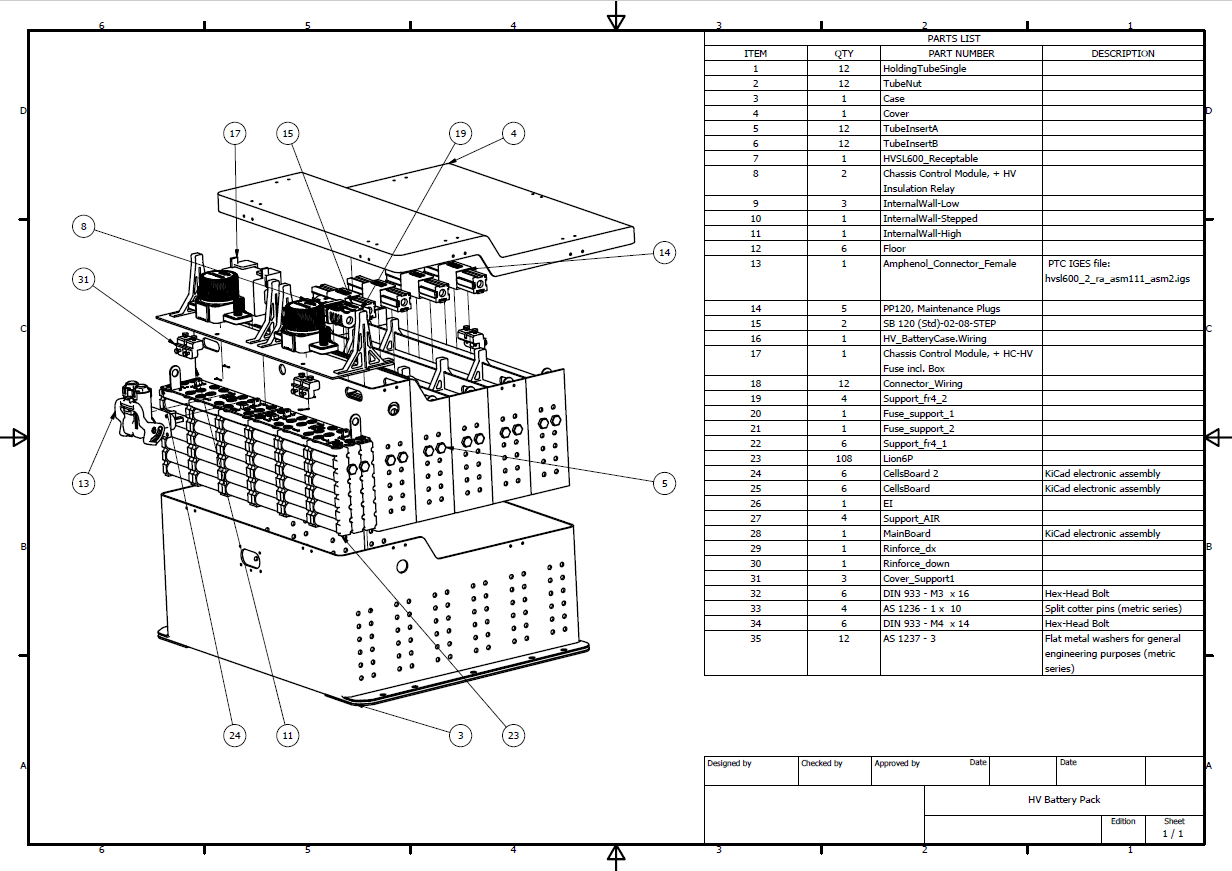 6 5 4 3 2 1
PARTS LIST
ITEM QTY PART NUMBER DESCRIPTION
1 12 HoldingTubeSingle
2 12 TubeNut
3 1 Case
4 1 Cover
5 12 TubeInsertA
6 12 TubeInsertB
7 1 HVSL600_Receptable
8 2 Chassis Control Module, + HV
Insulation Relay
9 3 InternalWall-Low
10 1 InternalWall-Stepped
11 1 InternalWall-High
12 6 Floor
13 1 Amphenol_Connector_Female PTC IGES file:
hvsl600_2_ra_asm111_asm2.igs
14 5 PP120, Maintenance Plugs
15 2 SB 120 (Std)-02-08-STEP
16 1 HV_BatteryCase.Wiring
17 1 Chassis Control Module, + HC-HV
Fuse incl. Box
18 12 Connector_Wiring
19 4 Support_fr4_2
20 1 Fuse_support_1
21 1 Fuse_support_2
22 6 Support_fr4_1
23 108 Lion6P
24 6 CellsBoard 2 KiCad electronic assembly
25 6 CellsBoard KiCad electronic assembly
26 1 EI
27 4 Support_AIR
28 1 MainBoard KiCad electronic assembly
29 1 Rinforce_dx
30 1 Rinforce_down
31 3 Cover_Support1
32 6 DIN 933 - M3 x 16 Hex-Head Bolt
33 4 AS 1236 - 1 x 10 Split cotter pins (metric series)
34 6 DIN 933 - M4 x 14 Hex-Head Bolt
35 12 AS 1237 - 3 Flat metal washers for general
engineering purposes (metric
series)
D D
17 15 19 4
8
14
31
C C
13
5
B B
24 11 3 23
A A
Designed by Checked by Approved by Date Date
HV Battery Pack
Edition Sheet
1 / 1
6 5 4 3 2 1